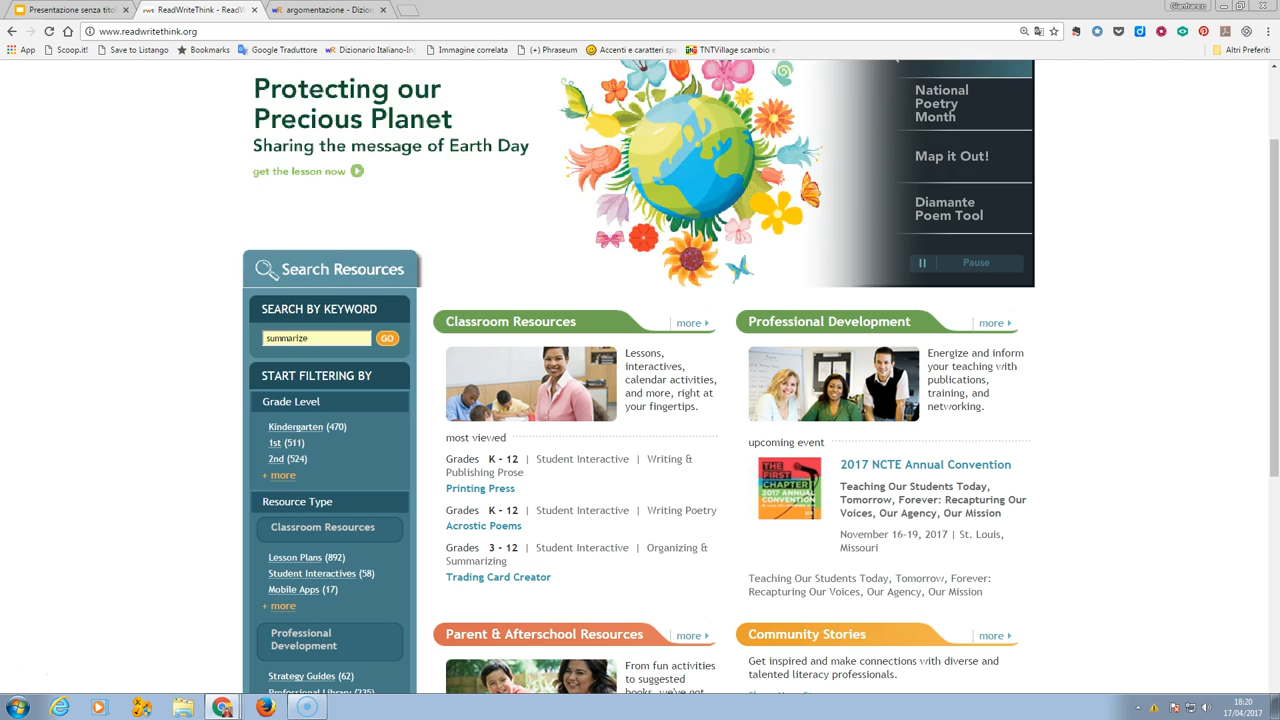 Presentazione senza titol
ReadWriteThink - ReadW
argomentazione - Dizion
Gianfranco
www.readwritethink.org
App
Scoop.it!
Save to Listango
Bookmarks
Google Traduttore
Dizionario Italiano-Ing
Immagine correlata
(+) Phraseum
Accenti e caratteri spe
TNTVillage scambio e
Altri Preferiti
Protecting our
Precious Planet
Sharing the message of Earth Day
get the lesson now
National
Poetry
Month
Map it Out!
Diamante
Poem Tool
Pause
Search Resources
SEARCH BY KEYWORD
summarize
GO
START FILTERING BY
Grade Level
Kindergarten (470)
1st (511)
2nd (524)
+ more
Resource Type
Classroom Resources
Lesson Plans (892)
Student Interactives (58)
Mobile Apps (17)
+ more
Professional
Development
Strategy Guides (62)
Professional Library (235)
Classroom Resources
more
Lessons,
interactives,
calendar activities,
and more, right at
your fingertips.
most viewed
Grades K - 12 | Student Interactive | Writing &
Publishing Prose
Printing Press
Grades K - 12 | Student Interactive | Writing Poetry
Acrostic Poems
Grades 3 - 12 | Student Interactive | Organizing &
Summarizing
Trading Card Creator
Professional Development
more
Energize and inform
your teaching with
publications,
training, and
networking.
upcoming event
THE FIRST
CHAPTER
2017 ANNUAL
CONVENTION
2017 NCTE Annual Convention
Teaching Our Students Today,
Tomorrow, Forever: Recapturing Our
Voices, Our Agency, Our Mission
November 16-19, 2017 | St. Louis,
Missouri
Teaching Our Students Today, Tomorrow, Forever:
Recapturing Our Voices, Our Agency, Our Mission
Parent & Afterschool Resources
more
From fun activities
to suggested
books, we've got
Community Stories
more
Get inspired and make connections with diverse and
talented literacy professionals.
18:20
17/04/2017